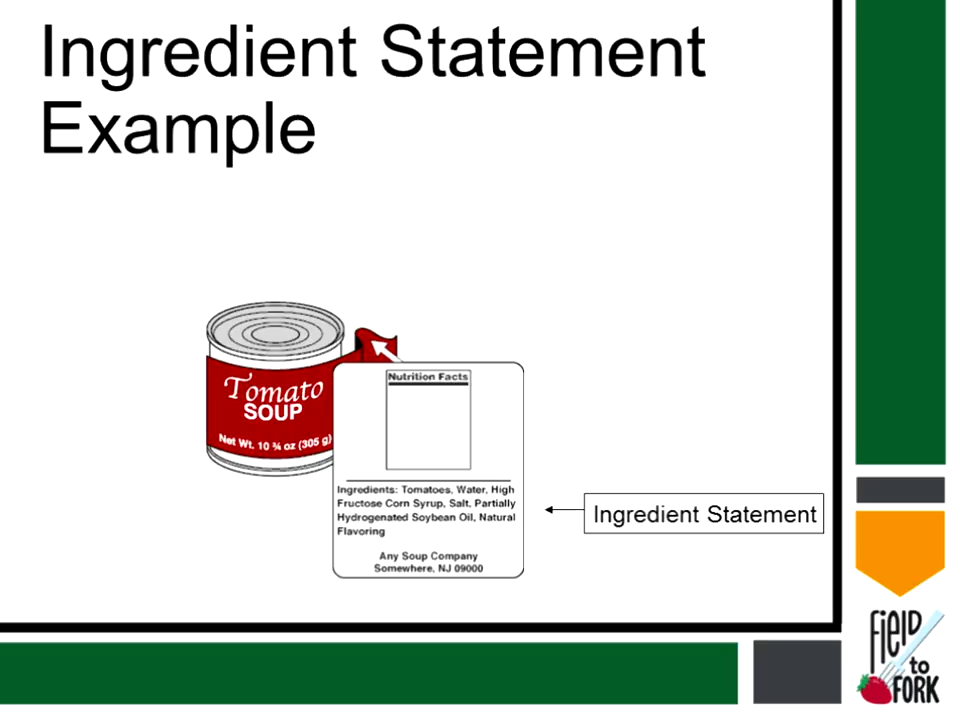 Ingredient Statement
Example
Tomato
SOUP
Net Wt. 10 ¾ oz (305 g)
Nutrition Facts
Ingredients: Tomatoes, Water, High
Fructose Corn Syrup, Salt, Partially
Hydrogenated Soybean Oil, Natural
Flavoring
Any Soup Company
Somewhere, NJ 09000
Ingredient Statement
FieLD
to
FORK